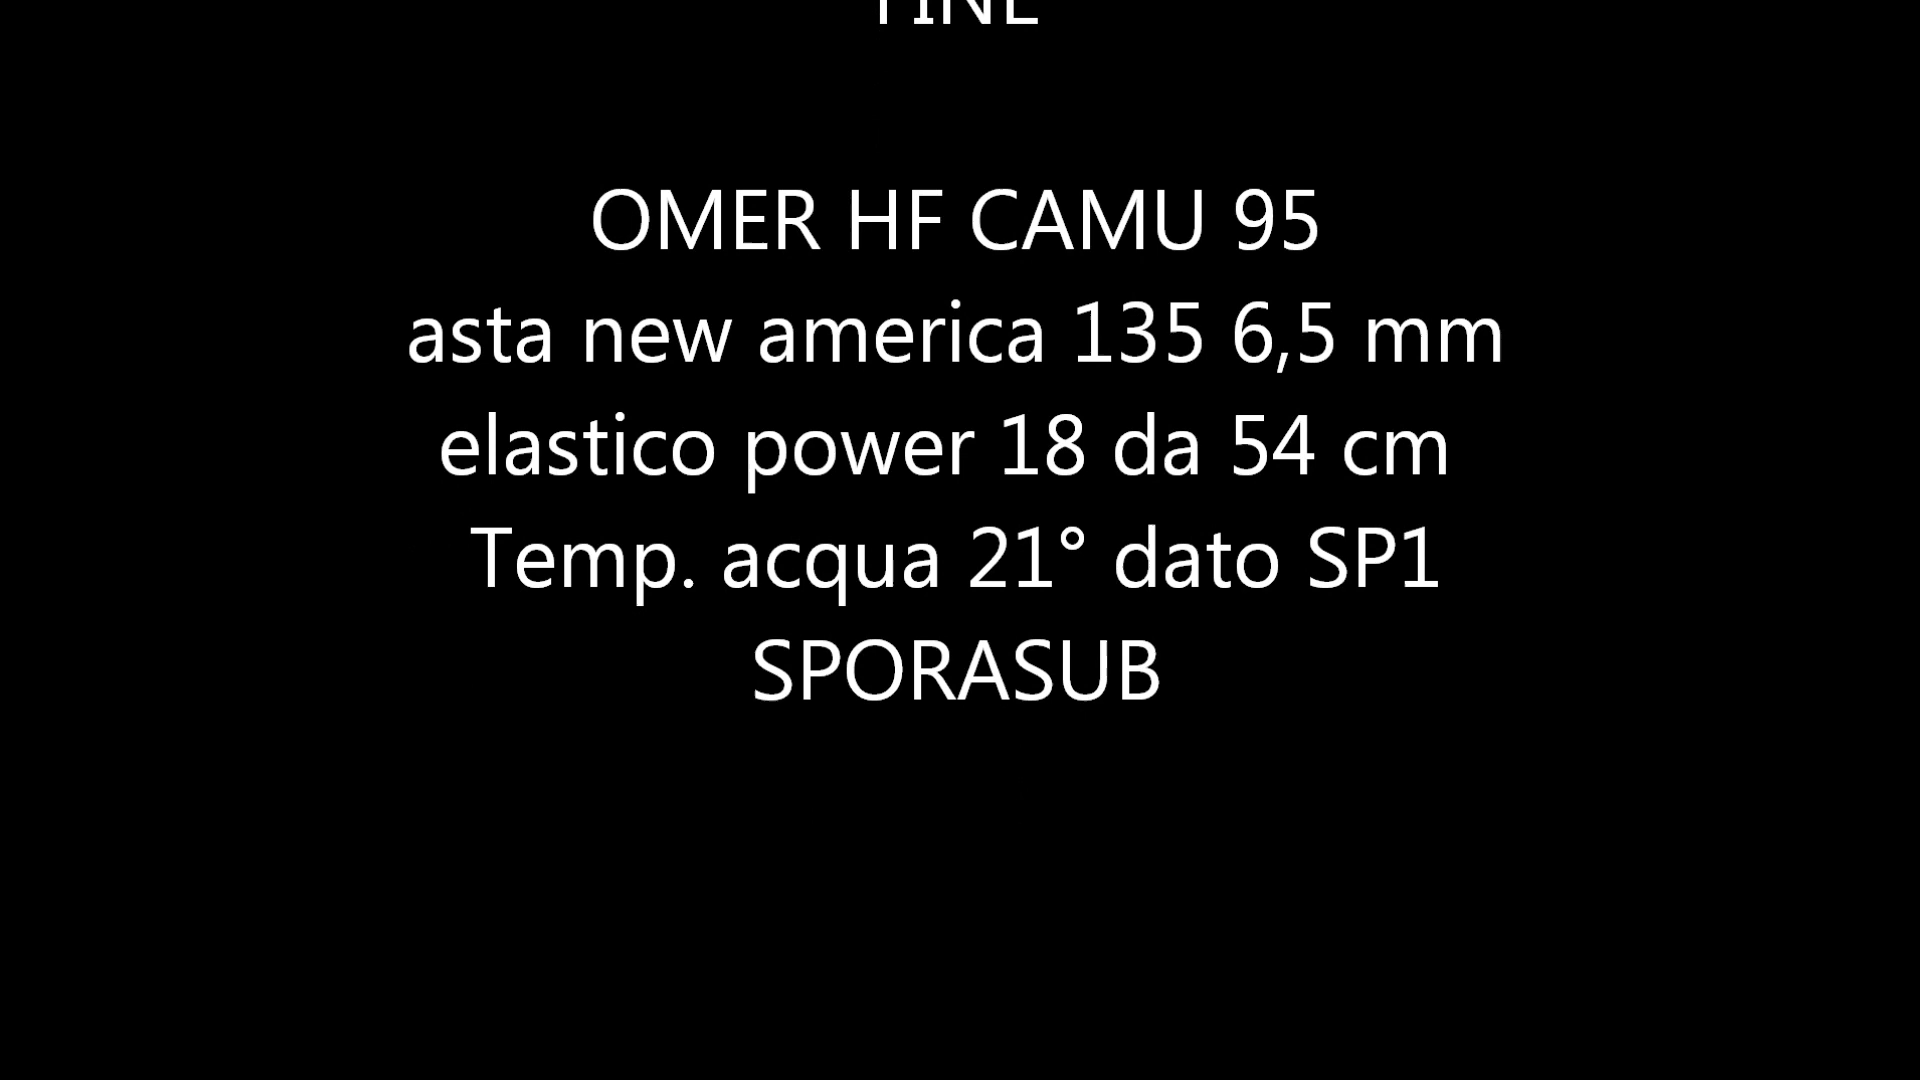 FINE
OMER HF CAMU 95
asta new america 135 6,5 mm
elastico power 18 da 54 cm
Temp. acqua 21° dato SP1
SPORASUB